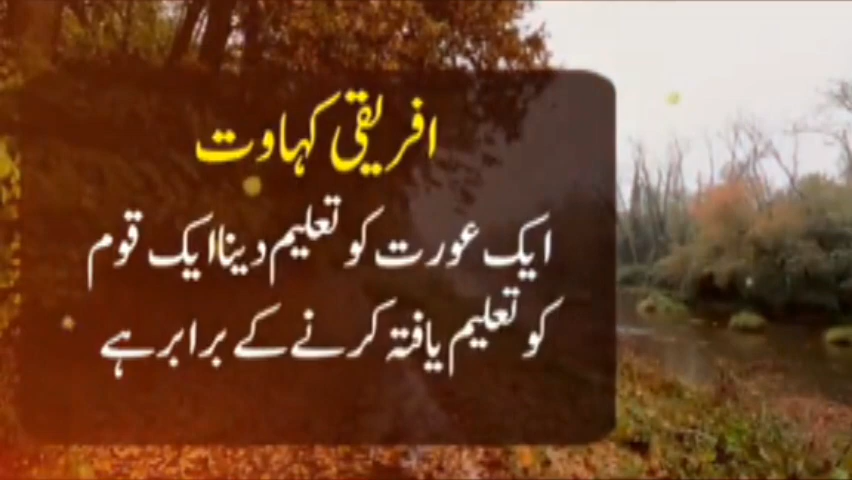 افریقی کہاوت
ایک عورت کو تعلیم دینا ایک قوم
کو تعلیم یافتہ کرنے کے برابر ہے